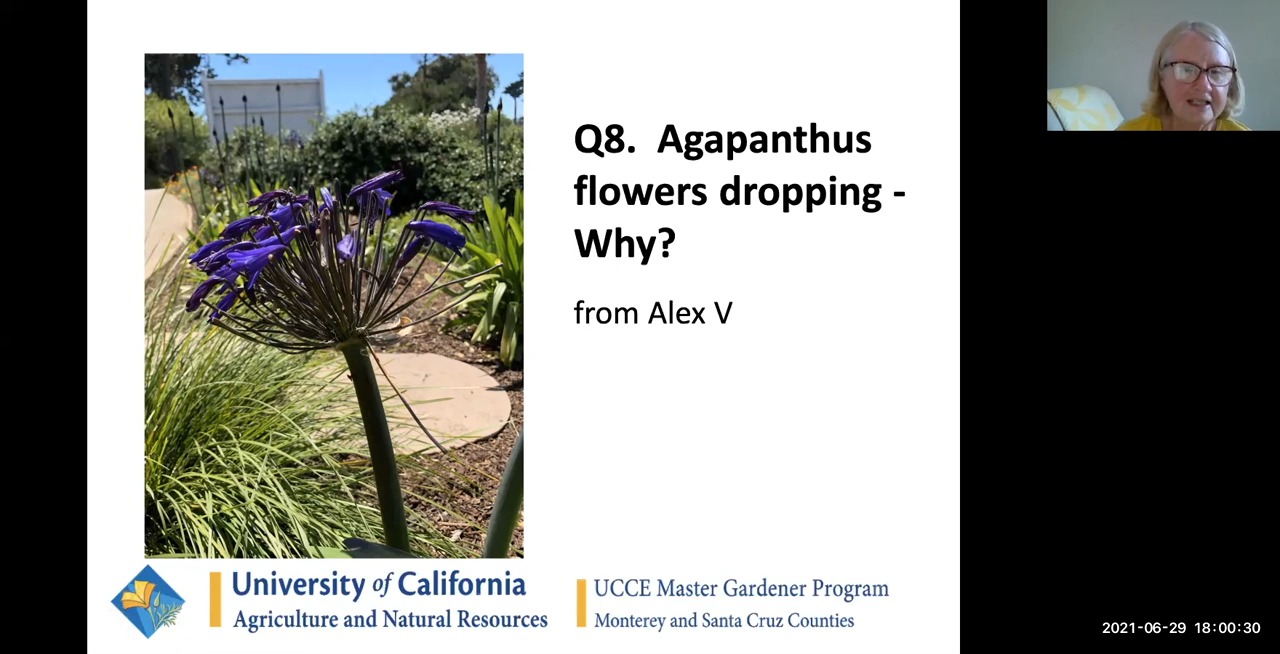 Q8.  Agapanthus
flowers dropping -
Why?
from Alex V
University of California
Agriculture and Natural Resources
UCCE Master Gardener Program
Monterey and Santa Cruz Counties
2021-06-29 18:00:30